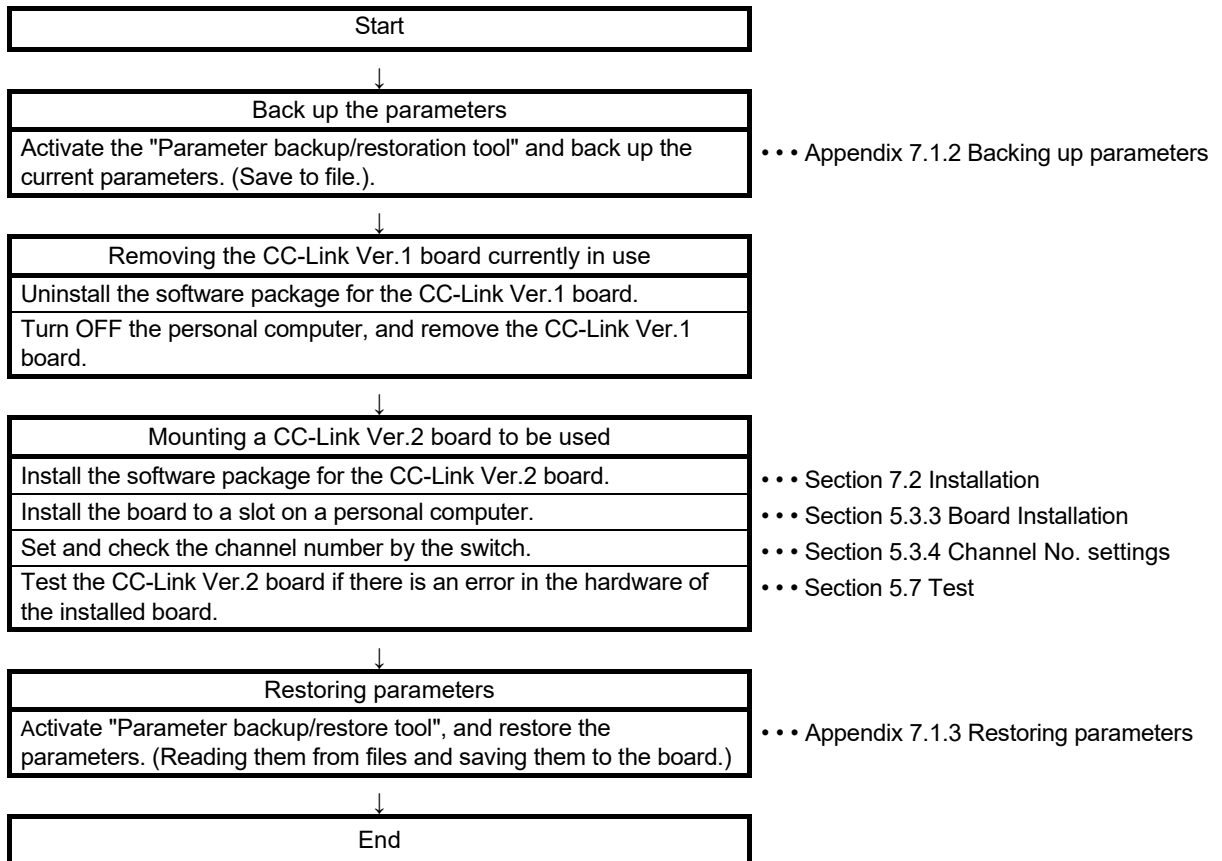 Start
↓
Back up the parameters
Activate the "Parameter backup/restoration tool" and back up the
current parameters. (Save to file.).
• • • Appendix 7.1.2 Backing up parameters
↓
Removing the CC-Link Ver.1 board currently in use
Uninstall the software package for the CC-Link Ver.1 board.
Turn OFF the personal computer, and remove the CC-Link Ver.1
board.
↓
Mounting a CC-Link Ver.2 board to be used
Install the software package for the CC-Link Ver.2 board.
• • • Section 7.2 Installation
Install the board to a slot on a personal computer.
• • • Section 5.3.3 Board Installation
Set and check the channel number by the switch.
• • • Section 5.3.4 Channel No. settings
Test the CC-Link Ver.2 board if there is an error in the hardware of
the installed board.
• • • Section 5.7 Test
↓
Restoring parameters
Activate "Parameter backup/restore tool", and restore the
parameters. (Reading them from files and saving them to the board.)
• • • Appendix 7.1.3 Restoring parameters
↓
End